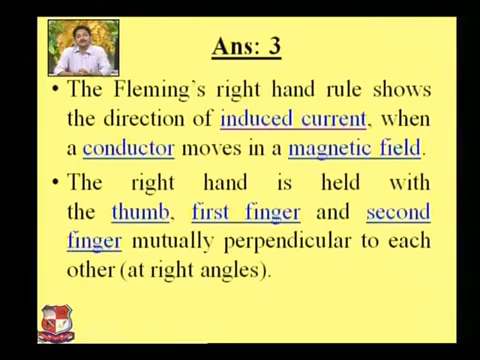 Ans: 3
• The Fleming's right hand rule shows
the direction of induced current, when
a conductor moves in a magnetic field.
• The right hand is held with
the thumb, first finger and second
finger mutually perpendicular to each
other (at right angles).